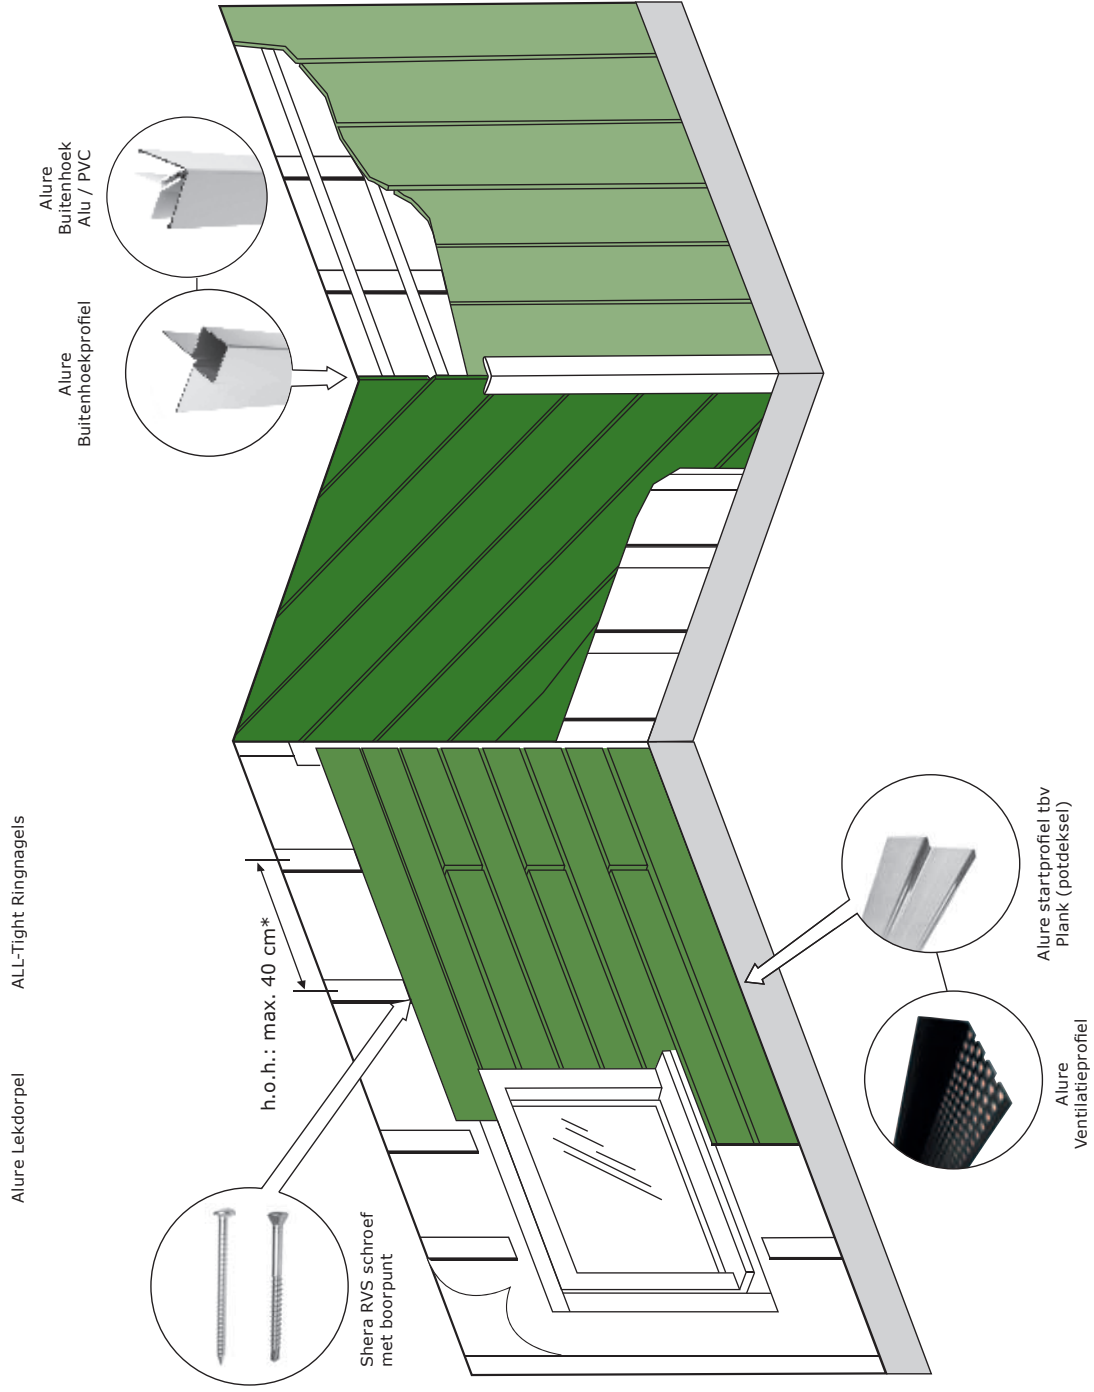 Alure Lekdorpel
ALL-Tight Ringnagels
Alure
Buitenhoekprofiel
Alure
Buitenhoek
Alu / PVC
h.o.h.: max. 40 cm*
Shera RVS schroef
met boorpunt
Alure
Ventilatieprofiel
Alure startprofiel tbv
Plank (potdeksel)